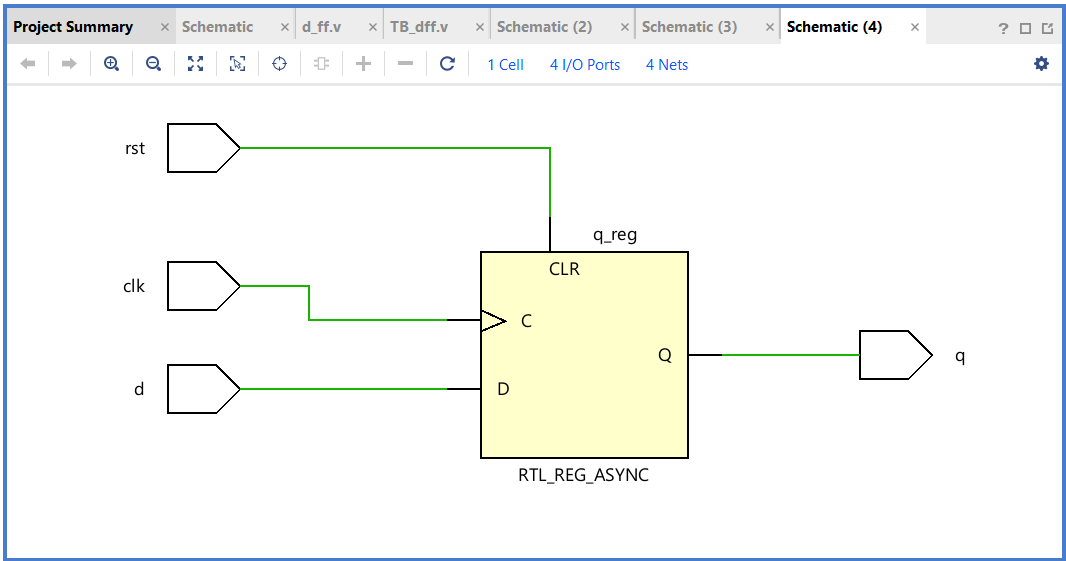 Project Summary × Schematic × d_ff.v × TB_dff.v × Schematic (2) × Schematic (3) × Schematic (4) × ?
1 Cell 4 I/O Ports 4 Nets
rst
q_reg
CLR
clk
C
Q
q
d
D
RTL_REG_ASYNC